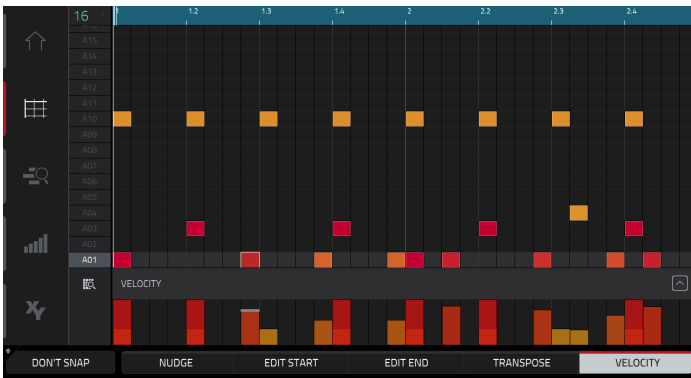 16
1 1.2 1.3 1.4 2 2.2 2.3 2.4
A15
A14
A13
A12
A11
A10
A09
A08
A07
A06
A05
A04
A03
A02
A01
VELOCITY
XY
DON'T SNAP NUDGE EDIT START EDIT END TRANSPOSE VELOCITY